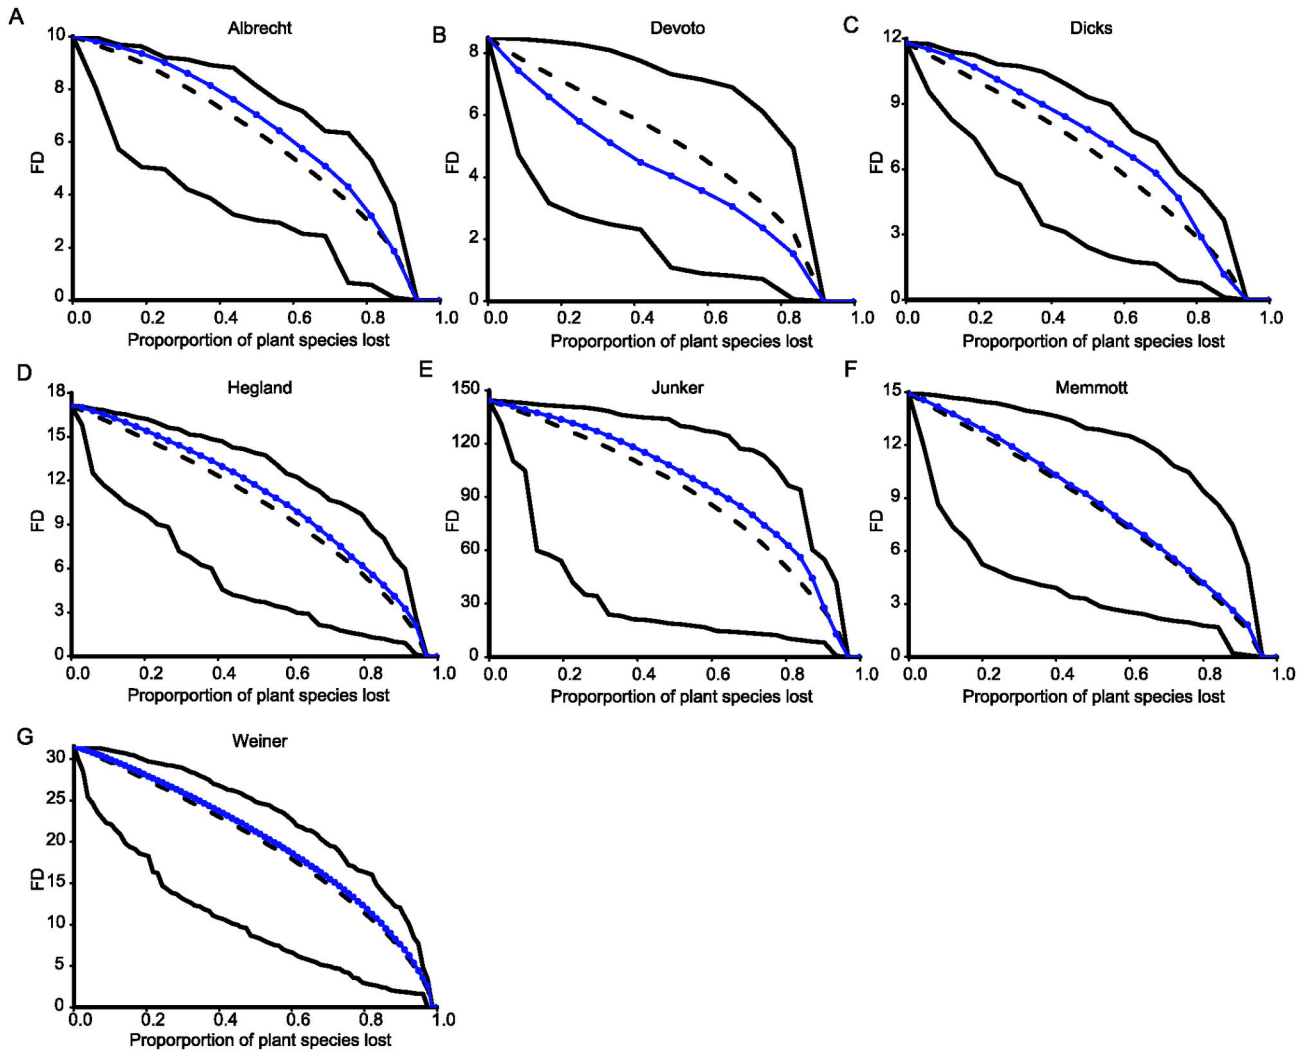 A
Albrecht
10
8
6
4
2
0
FD
0.0 0.2 0.4 0.6 0.8 1.0
Proporportion of plant species lost
B
Devoto
8
6
4
2
0
FD
0.0 0.2 0.4 0.6 0.8 1.0
Proporportion of plant species lost
C
Dicks
12
9
6
3
0
FD
0.0 0.2 0.4 0.6 0.8 1.0
Proporportion of plant species lost
D
Hegland
18
15
12
9
6
3
0
FD
0.0 0.2 0.4 0.6 0.8 1.0
Proporportion of plant species lost
E
Junker
150
120
90
60
30
0
FD
0.0 0.2 0.4 0.6 0.8 1.0
Proporportion of plant species lost
F
Memmott
15
12
9
6
3
0
FD
0.0 0.2 0.4 0.6 0.8 1.0
Proporportion of plant species lost
G
Weiner
30
25
20
15
10
5
0
FD
0.0 0.2 0.4 0.6 0.8 1.0
Proporportion of plant species lost